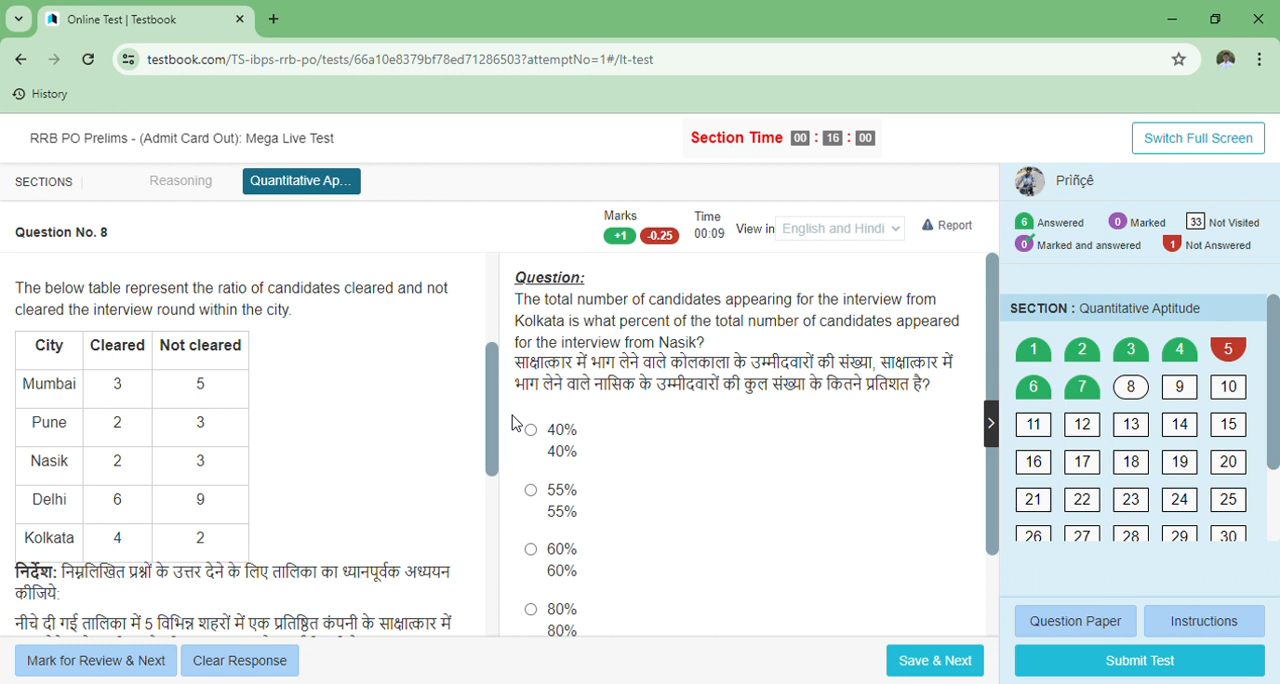 Online Test | Testbook
testbook.com/TS-ibps-rrb-po/tests/66a10e8379bf78ed71286503?attemptNo=1#/lt-test
History
RRB PO Prelims - (Admit Card Out): Mega Live Test
Section Time 00 : 16 : 00
Switch Full Screen
SECTIONS Reasoning Quantitative Ap...
Prìñçê
Question No. 8
Marks
+1 -0.25
Time
00:09
View in English and Hindi
Report
6 Answered 0 Marked 33 Not Visited
0 Marked and answered 1 Not Answered
The below table represent the ratio of candidates cleared and not
cleared the interview round within the city.
City Cleared Not cleared
Mumbai 3 5
Pune 2 3
Nasik 2 3
Delhi 6 9
Kolkata 4 2
निर्देश: निम्नलिखित प्रश्नों के उत्तर देने के लिए तालिका का ध्यानपूर्वक अध्ययन
कीजिये:
नीचे दी गई तालिका में 5 विभिन्न शहरों में एक प्रतिष्ठित कंपनी के साक्षात्कार में
Question:
The total number of candidates appearing for the interview from
Kolkata is what percent of the total number of candidates appeared
for the interview from Nasik?
साक्षात्कार में भाग लेने वाले कोलकाला के उम्मीदवारों की संख्या, साक्षात्कार में
भाग लेने वाले नासिक के उम्मीदवारों की कुल संख्या के कितने प्रतिशत है?
40%
40%
55%
55%
60%
60%
80%
80%
SECTION : Quantitative Aptitude
1 2 3 4 5
6 7 8 9 10
11 12 13 14 15
16 17 18 19 20
21 22 23 24 25
26 27 28 29 30
Mark for Review & Next Clear Response Save & Next
Question Paper Instructions
Submit Test